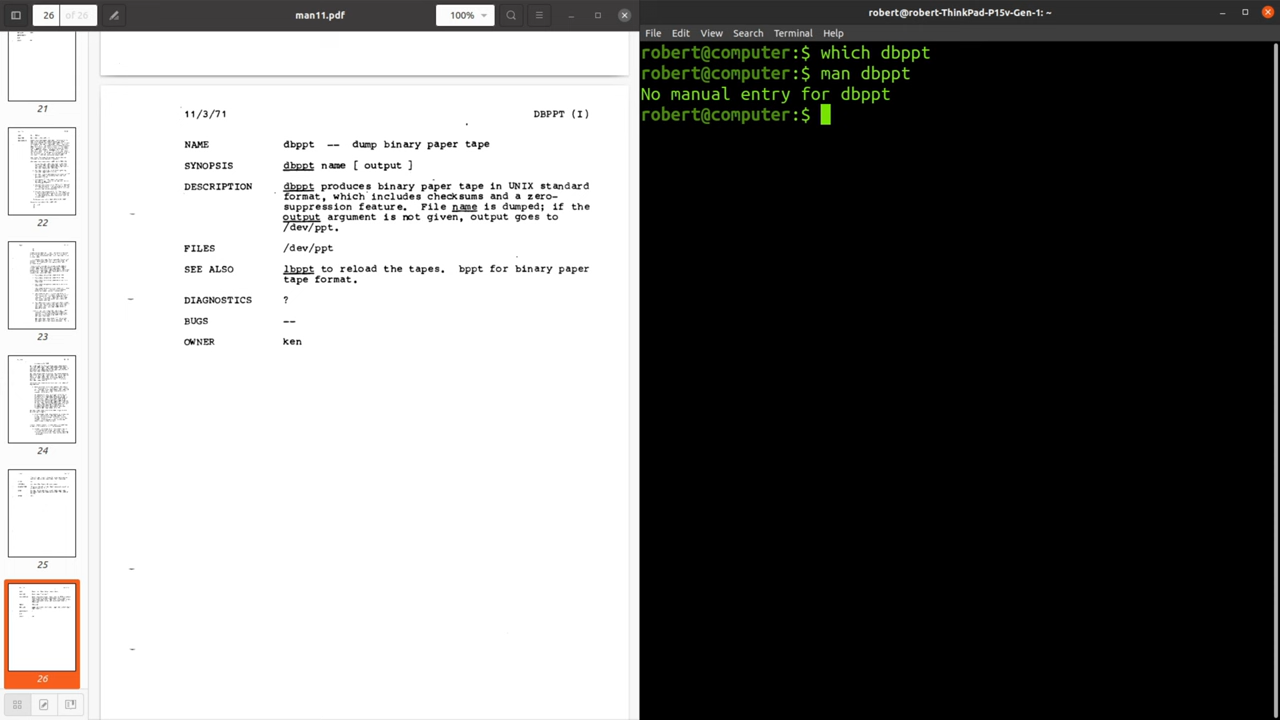 26 of 26
man11.pdf
100%
21
22
23
24
25
26
11/3/71 DBPPT (I)
NAME dbppt -- dump binary paper tape
SYNOPSIS dbppt name [ output ]
DESCRIPTION dbppt produces binary paper tape in UNIX standard
format, which includes checksums and a zero-
suppression feature. File name is dumped; if the
output argument is not given, output goes to
/dev/ppt.
FILES /dev/ppt
SEE ALSO lbppt to reload the tapes. bppt for binary paper
tape format.
DIAGNOSTICS ?
BUGS --
OWNER ken
robert@robert-ThinkPad-P15v-Gen-1: ~
File Edit View Search Terminal Help
robert@computer:$ which dbppt
robert@computer:$ man dbppt
No manual entry for dbppt
robert@computer:$